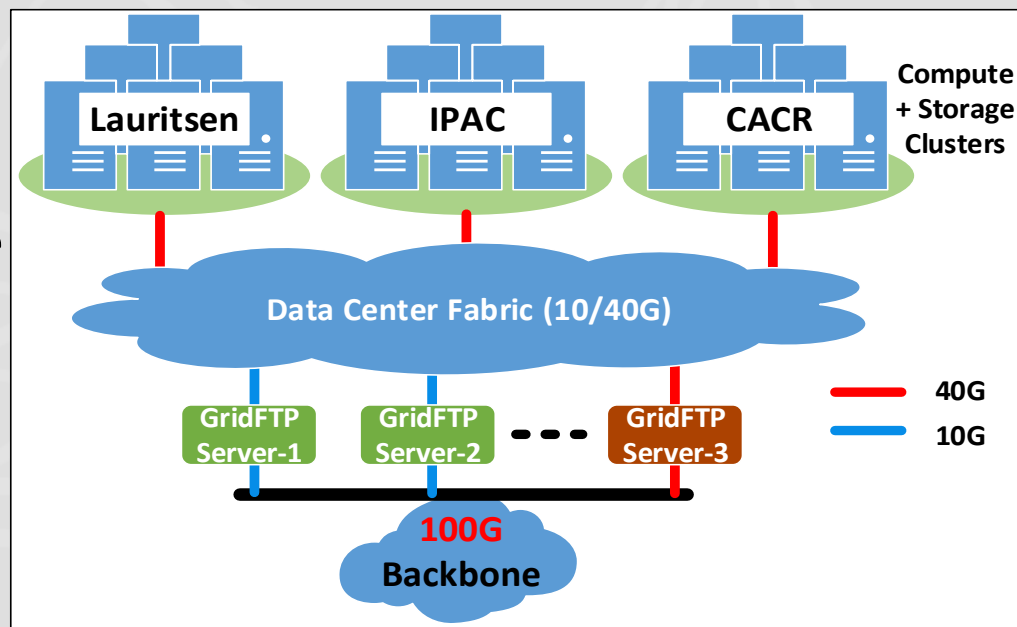 Lauritsen
IPAC
CACR
Compute
+ Storage
Clusters
Data Center Fabric (10/40G)
GridFTP
Server-1
GridFTP
Server-2
GridFTP
Server-3
40G
10G
100G
Backbone